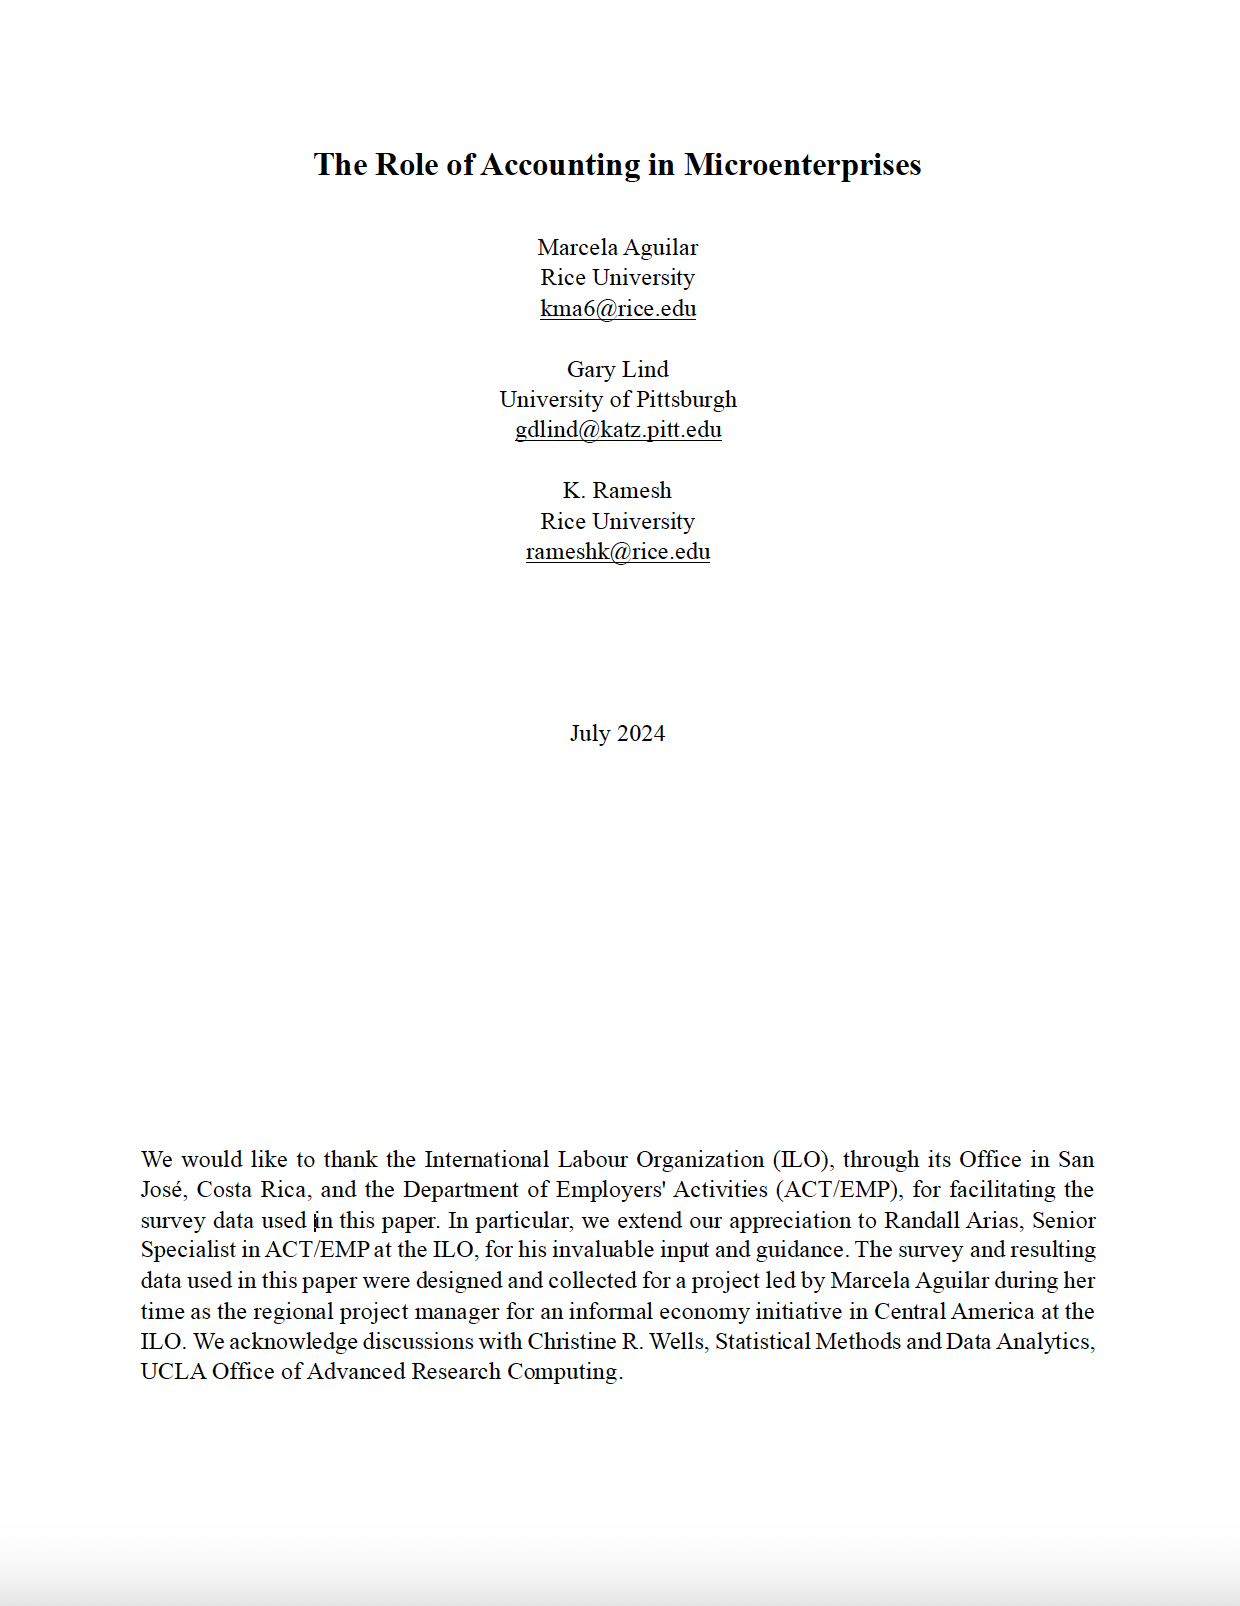 The Role of Accounting in Microenterprises
Marcela Aguilar
Rice University
kma6@rice.edu
Gary Lind
University of Pittsburgh
gdlind@katz.pitt.edu
K. Ramesh
Rice University
rameshk@rice.edu
July 2024
We would like to thank the International Labour Organization (ILO), through its Office in San
José, Costa Rica, and the Department of Employers' Activities (ACT/EMP), for facilitating the
survey data used in this paper. In particular, we extend our appreciation to Randall Arias, Senior
Specialist in ACT/EMP at the ILO, for his invaluable input and guidance. The survey and resulting
data used in this paper were designed and collected for a project led by Marcela Aguilar during her
time as the regional project manager for an informal economy initiative in Central America at the
ILO. We acknowledge discussions with Christine R. Wells, Statistical Methods and Data Analytics,
UCLA Office of Advanced Research Computing.